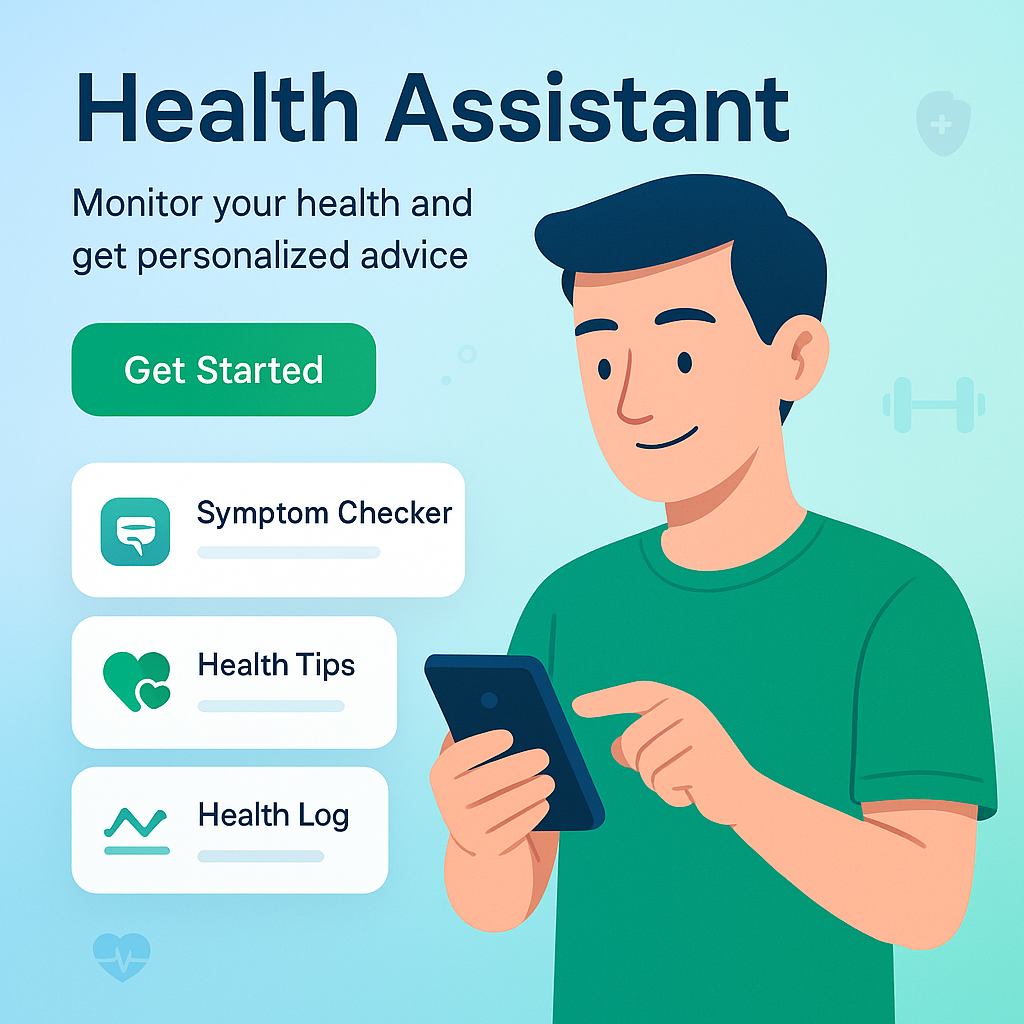 Health Assistant
Monitor your health and
get personalized advice
Get Started
Symptom Checker
Health Tips
Health Log